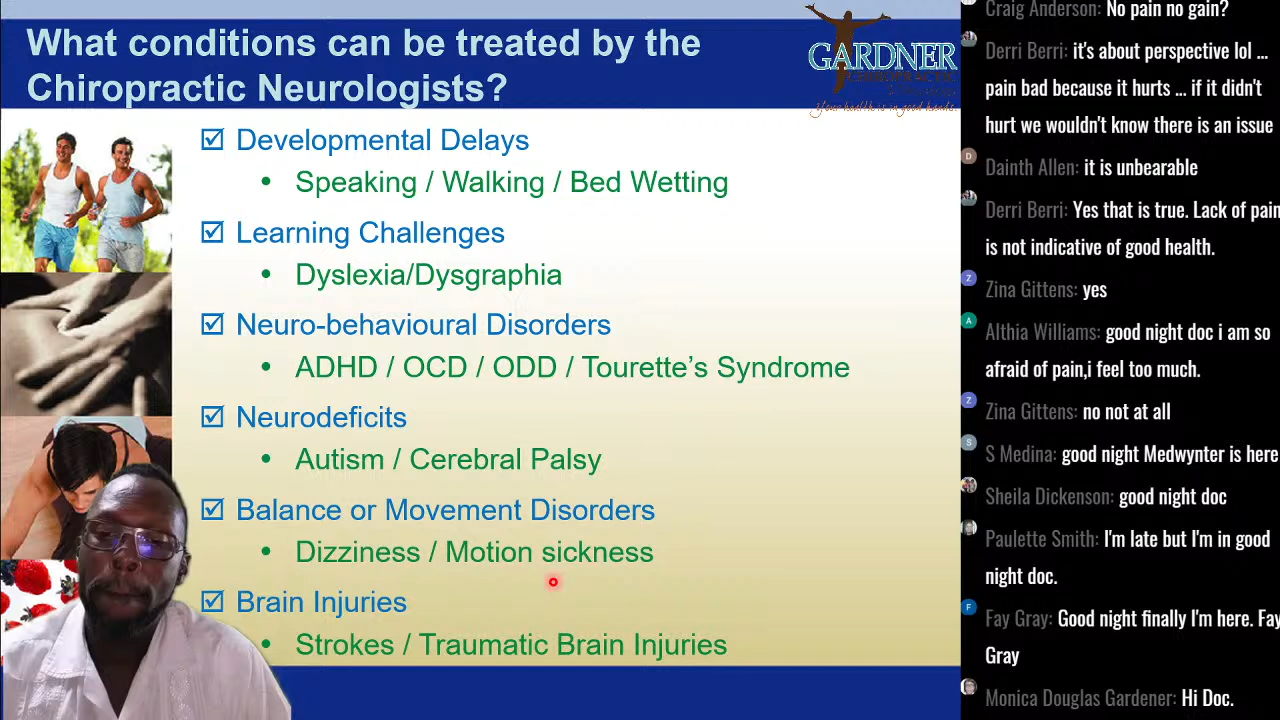 What conditions can be treated by the
Chiropractic Neurologists?
GARDNER
CHIROPRACTIC
Your health is in good hands.
☑ Developmental Delays
• Speaking / Walking / Bed Wetting
☑ Learning Challenges
• Dyslexia/Dysgraphia
☑ Neuro-behavioural Disorders
• ADHD / OCD / ODD / Tourette’s Syndrome
☑ Neurodeficits
• Autism / Cerebral Palsy
☑ Balance or Movement Disorders
• Dizziness / Motion sickness
☑ Brain Injuries
• Strokes / Traumatic Brain Injuries
Craig Anderson: No pain no gain?
Derri Berri: it's about perspective lol ...
pain bad because it hurts ... if it didn't
hurt we wouldn't know there is an issue
D
Dainth Allen: it is unbearable
Derri Berri: Yes that is true. Lack of pain
is not indicative of good health.
Z
Zina Gittens: yes
A
Althia Williams: good night doc i am so
afraid of pain,i feel too much.
Z
Zina Gittens: no not at all
S
S Medina: good night Medwynter is here
Sheila Dickenson: good night doc
Paulette Smith: I'm late but I'm in good
night doc.
F
Fay Gray: Good night finally I'm here. Fay
Gray
Monica Douglas Gardener: Hi Doc.